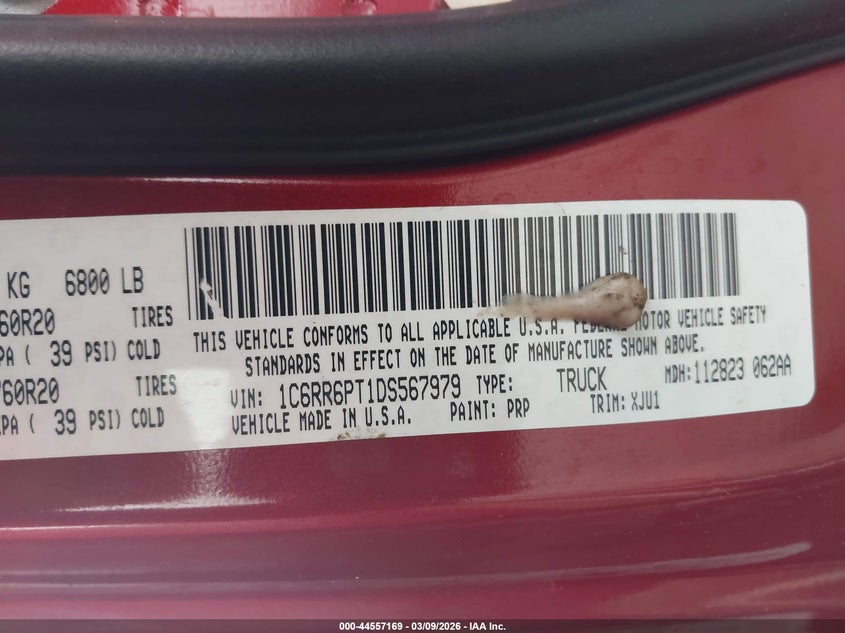 KG 6800 LB
60R20 TIRES
PA ( 39 PSI) COLD
60R20 TIRES
PA ( 39 PSI) COLD
THIS VEHICLE CONFORMS TO ALL APPLICABLE U.S.A. MOTOR VEHICLE SAFETY
STANDARDS IN EFFECT ON THE DATE OF MANUFACTURE SHOWN ABOVE.
VIN: 1C6RR6PT1DS567979 TYPE: TRUCK MDH: 112823 062AA
VEHICLE MADE IN U.S.A. PAINT: PRP TRIM: XJU1
000-44557169 - 03/09/2026 - IAA Inc.